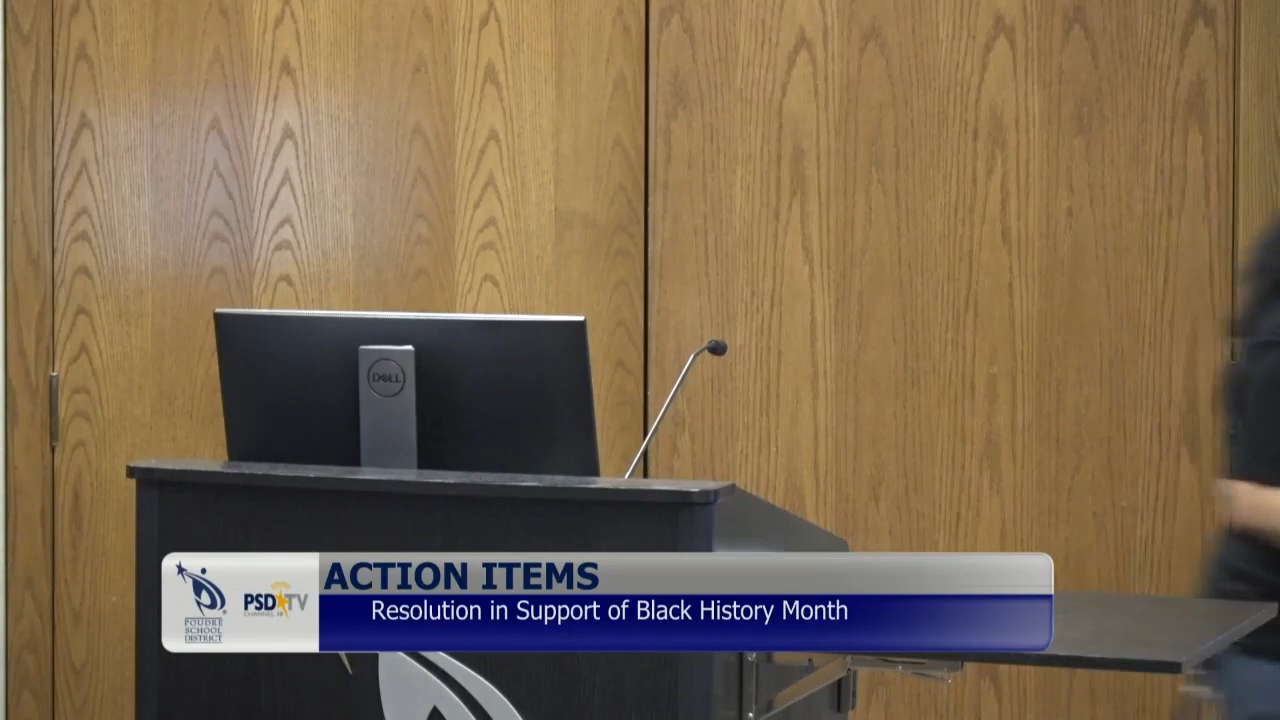 DELL
ACTION ITEMS
Resolution in Support of Black History Month
POUDRE
SCHOOL
DISTRICT
PSD TV
CHANNEL 10